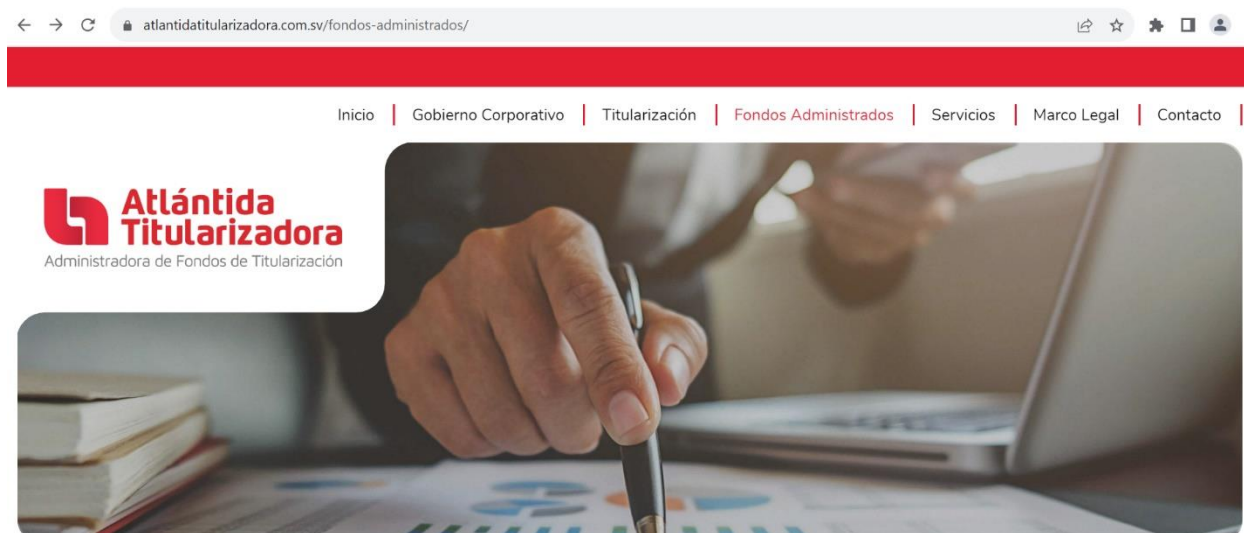 atlantidatitularizadora.com.sv/fondos-administrados/
Inicio | Gobierno Corporativo | Titularización | Fondos Administrados | Servicios | Marco Legal | Contacto |
Atlántida
Titularizadora
Administradora de Fondos de Titularización